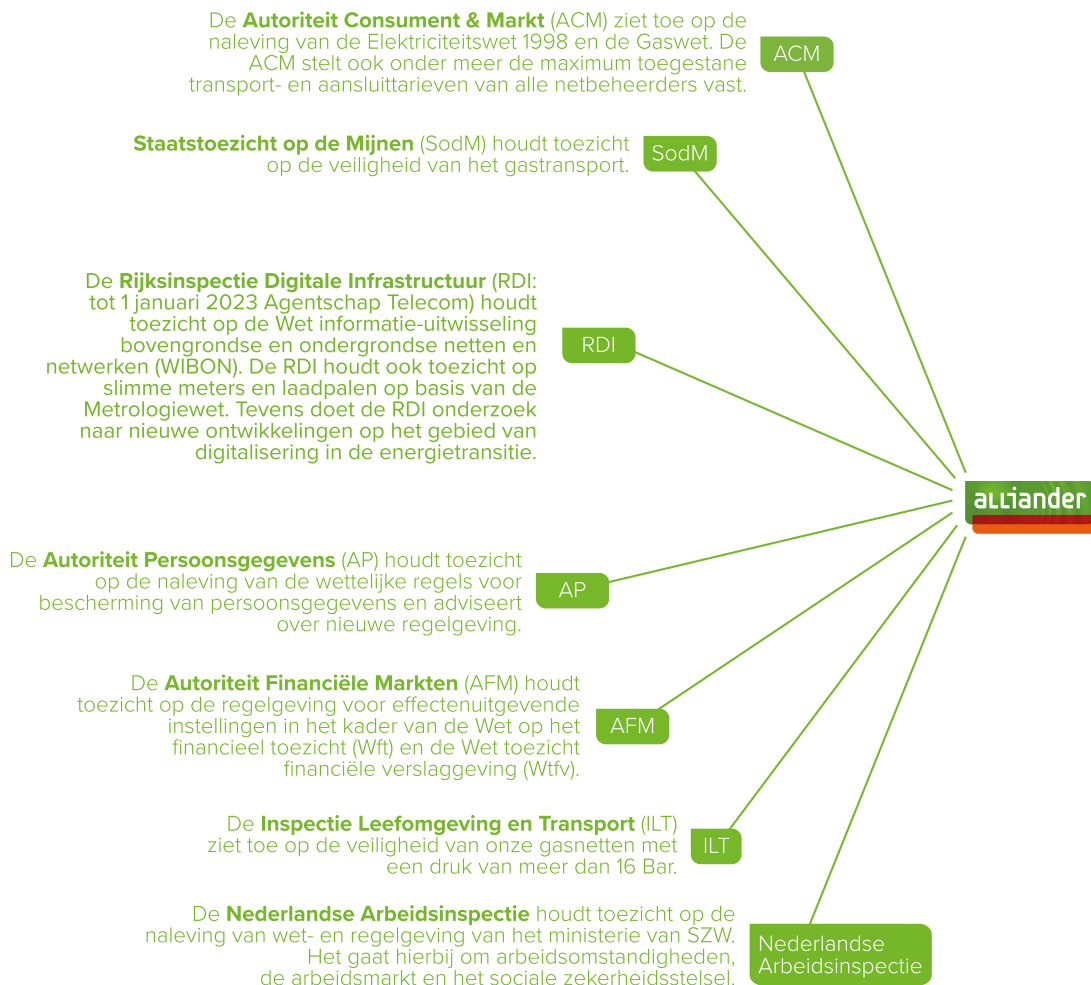 De Autoriteit Consument & Markt (ACM) ziet toe op de
naleving van de Elektriciteitswet 1998 en de Gaswet. De
ACM stelt ook onder meer de maximum toegestane
transport- en aansluittarieven van alle netbeheerders vast.
ACM
Staatstoezicht op de Mijnen (SodM) houdt toezicht
op de veiligheid van het gastransport.
SodM
De Rijksinspectie Digitale Infrastructuur (RDI:
tot 1 januari 2023 Agentschap Telecom) houdt
toezicht op de Wet informatie-uitwisseling
bovengrondse en ondergrondse netten en
netwerken (WIBON). De RDI houdt ook toezicht op
slimme meters en laadpalen op basis van de
Metrologiewet. Tevens doet de RDI onderzoek
naar nieuwe ontwikkelingen op het gebied van
digitalisering in de energietransitie.
RDI
alliander
De Autoriteit Persoonsgegevens (AP) houdt toezicht
op de naleving van de wettelijke regels voor
bescherming van persoonsgegevens en adviseert
over nieuwe regelgeving.
AP
De Autoriteit Financiële Markten (AFM) houdt
toezicht op de regelgeving voor effectenuitgevende
instellingen in het kader van de Wet op het
financieel toezicht (Wft) en de Wet toezicht
financiële verslaggeving (Wtfv).
AFM
De Inspectie Leefomgeving en Transport (ILT)
ziet toe op de veiligheid van onze gasnetten met
een druk van meer dan 16 Bar.
ILT
De Nederlandse Arbeidsinspectie houdt toezicht op de
naleving van wet- en regelgeving van het ministerie van SZW.
Het gaat hierbij om arbeidsomstandigheden,
de arbeidsmarkt en het sociale zekerheidsstelsel.
Nederlandse
Arbeidsinspectie